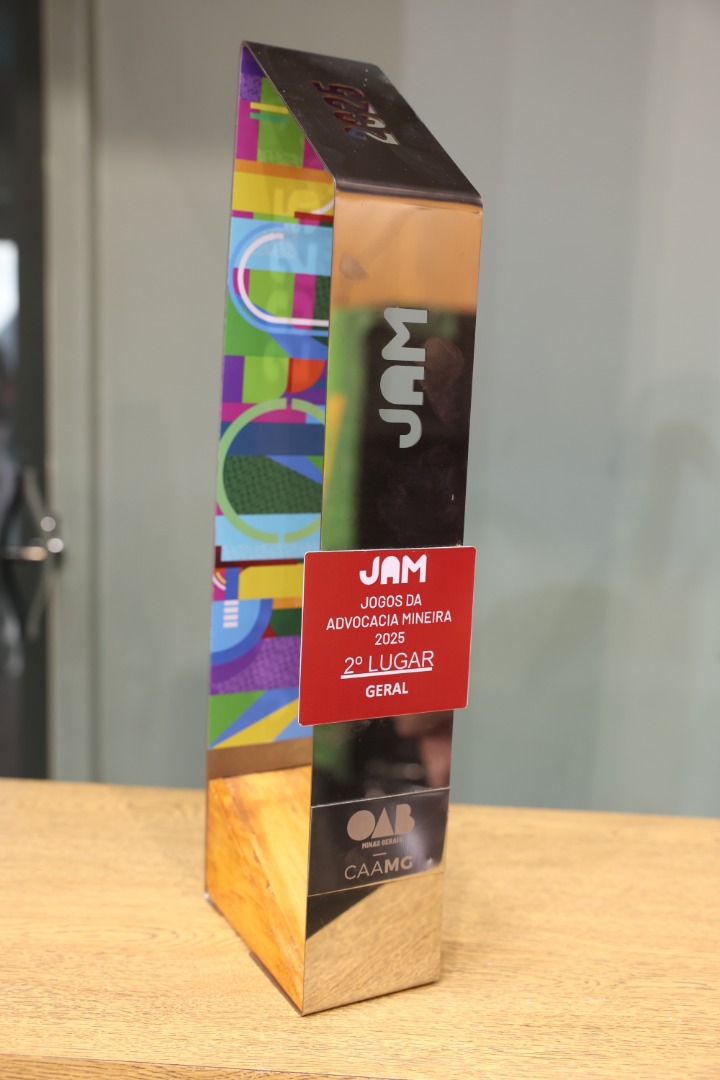 2025
JAM
JAM
JOGOS DA
ADVOCACIA MINEIRA
2025
2º LUGAR
GERAL
OAB
MINAS GERAIS
CAAMG